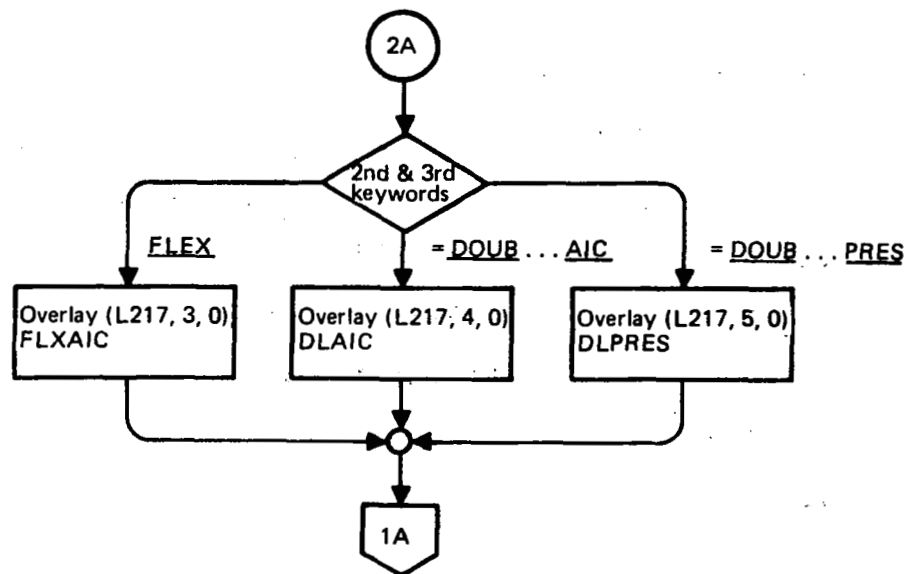 2A
2nd & 3rd
keywords
FLEX
= DOUB ... AIC
= DOUB ... PRES
Overlay (L217, 3, 0)
FLXAIC
Overlay (L217, 4, 0)
DLAIC
Overlay (L217, 5, 0)
DLPRES
1A